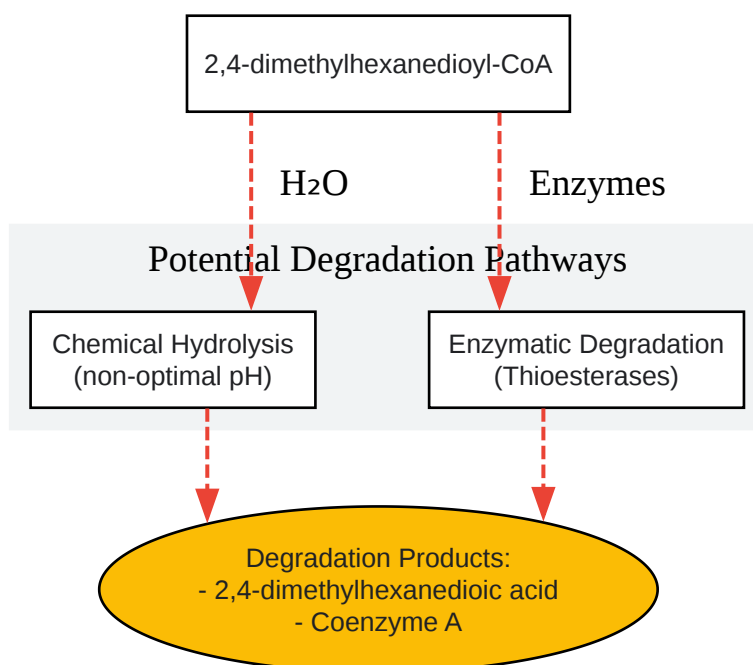 2,4-dimethylhexanedioyl-CoA
H₂O
Enzymes
Potential Degradation Pathways
Chemical Hydrolysis
(non-optimal pH)
Enzymatic Degradation
(Thioesterases)
Degradation Products:
- 2,4-dimethylhexanedioic acid
- Coenzyme A